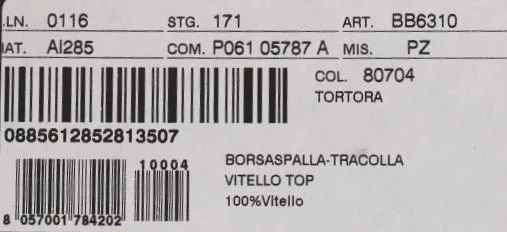 .LN. 0116 STG. 171 ART. BB6310
IAT. AI285 COM. P061 05787 A MIS. PZ
COL. 80704
TORTORA
0885612852813507
10004
BORSASPALLA-TRACOLLA
VITELLO TOP
100%Vitello
8 057001 784202